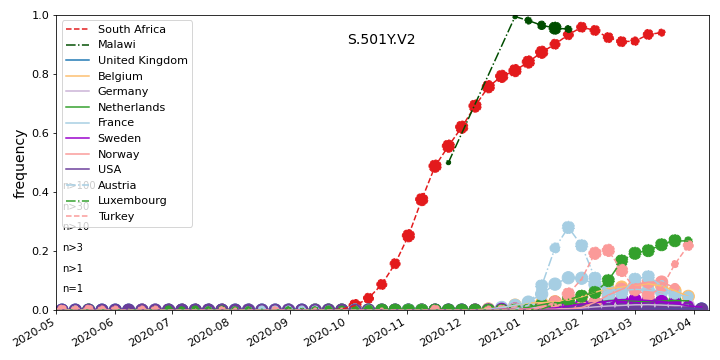 S.501Y.V2
frequency
1.0
0.8
0.6
0.4
0.2
0.0
South Africa
Malawi
United Kingdom
Belgium
Germany
Netherlands
France
Sweden
Norway
USA
Austria
Luxembourg
Turkey
n>100
n>30
n>10
n>3
n>1
n=1
2020-05
2020-06
2020-07
2020-08
2020-09
2020-10
2020-11
2020-12
2021-01
2021-02
2021-03
2021-04